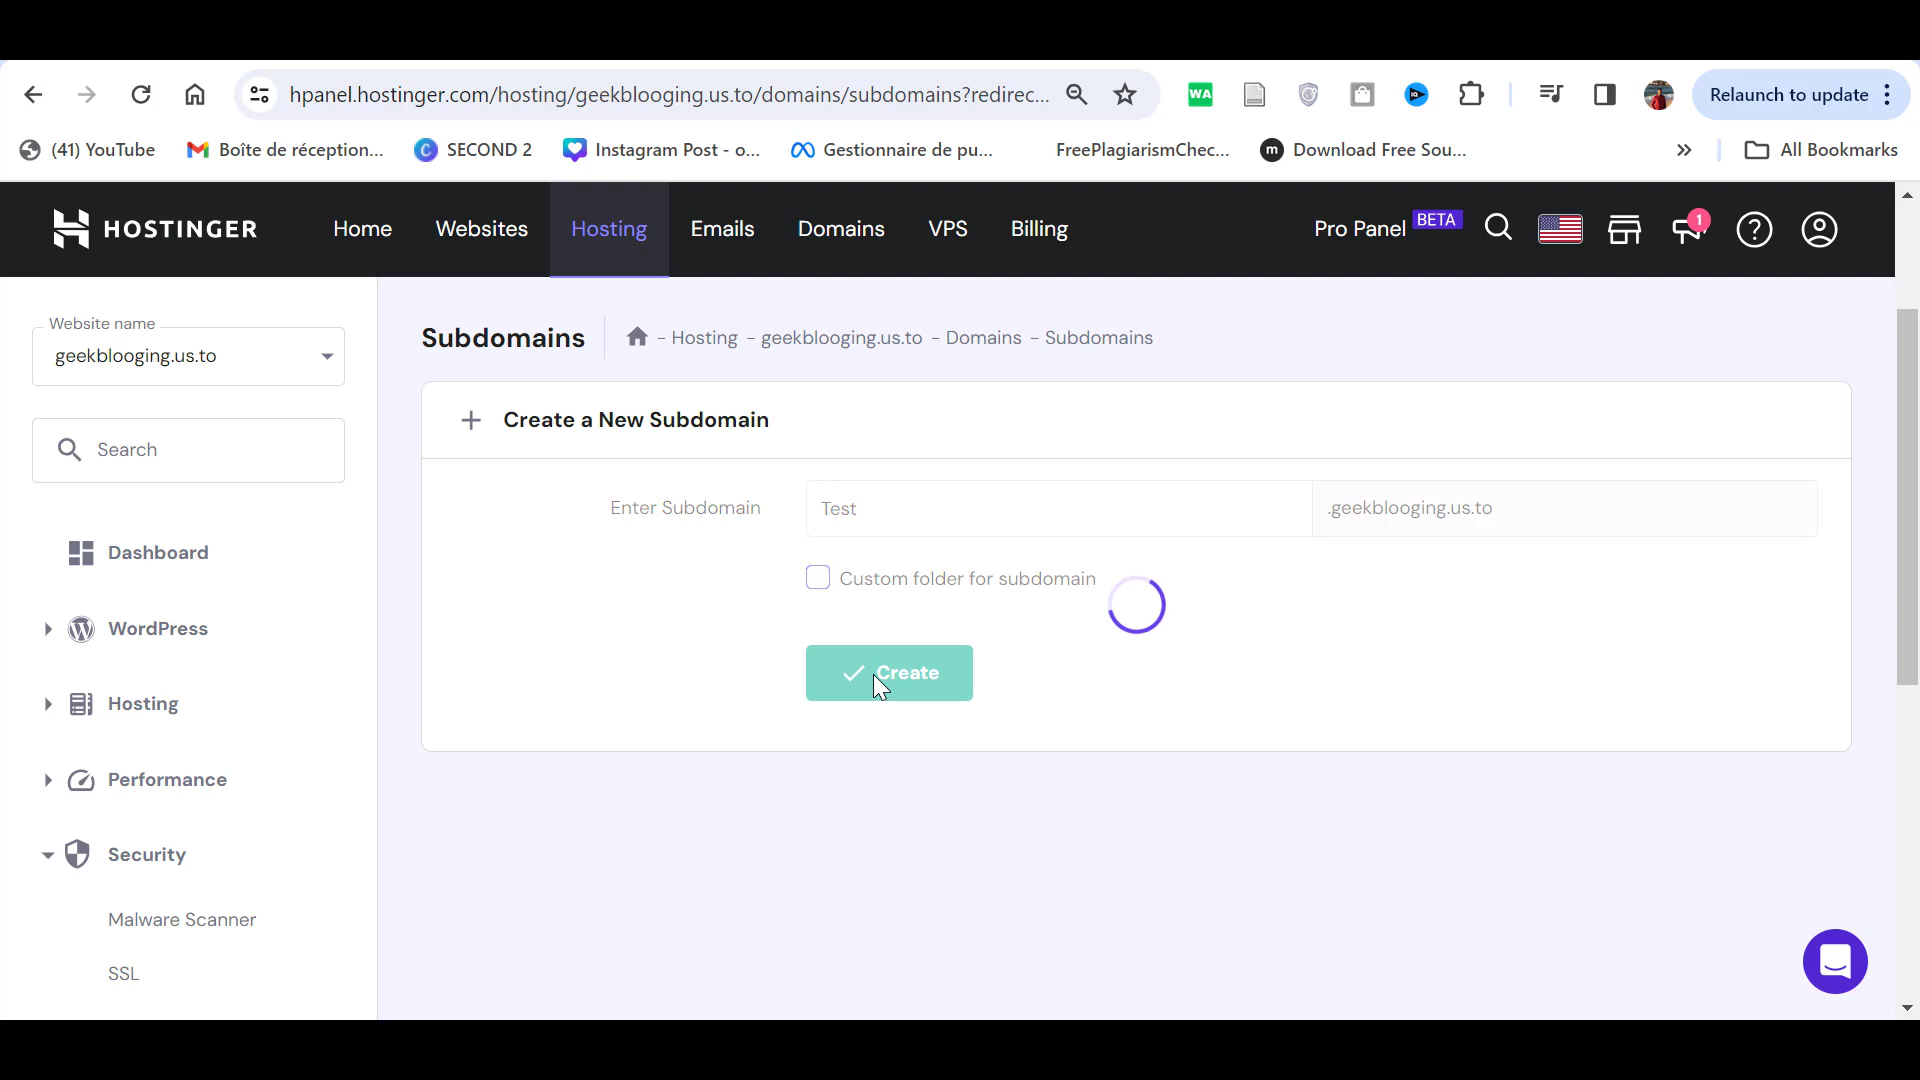 hpanel.hostinger.com/hosting/geekblooging.us.to/domains/subdomains?redirec...
WA
Relaunch to update
(41) YouTube
Boîte de réception...
SECOND 2
Instagram Post - o...
Gestionnaire de pu...
FreePlagiarismChec...
m
Download Free Sou...
All Bookmarks
HOSTINGER
Home
Websites
Hosting
Emails
Domains
VPS
Billing
Pro Panel BETA
1
Website name
geekblooging.us.to
Subdomains
- Hosting - geekblooging.us.to - Domains - Subdomains
Search
Create a New Subdomain
Enter Subdomain
Test
.geekblooging.us.to
Custom folder for subdomain
Create
Dashboard
WordPress
Hosting
Performance
Security
Malware Scanner
SSL